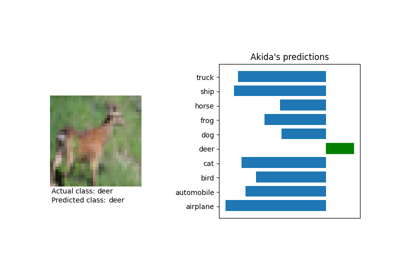 Akida's predictions
truck
ship
horse
frog
dog
deer
cat
bird
automobile
airplane
Actual class: deer
Predicted class: deer